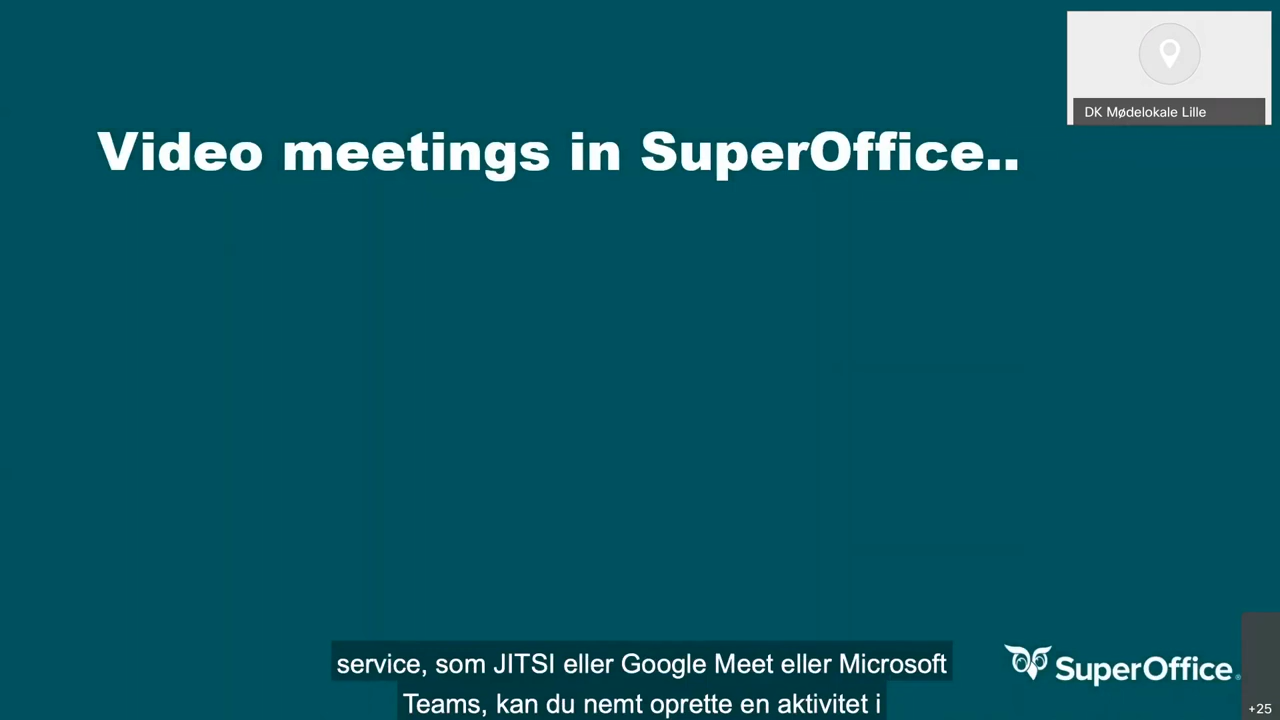 DK Mødelokale Lille
Video meetings in SuperOffice..
service, som JITSI eller Google Meet eller Microsoft
Teams, kan du nemt oprette en aktivitet i
SuperOffice®
+25